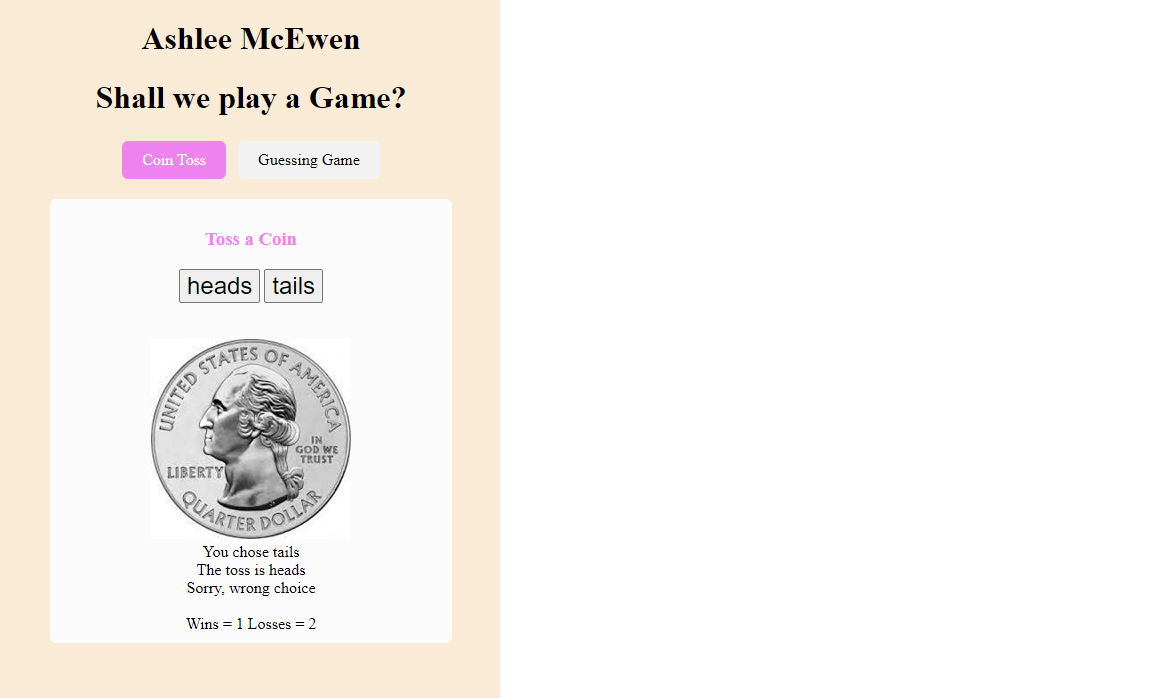 Ashlee McEwen
Shall we play a Game?
Coin Toss
Guessing Game
Toss a Coin
heads
tails
UNITED STATES OF AMERICA
IN
GOD WE
TRUST
LIBERTY
QUARTER DOLLAR
You chose tails
The toss is heads
Sorry, wrong choice
Wins = 1 Losses = 2